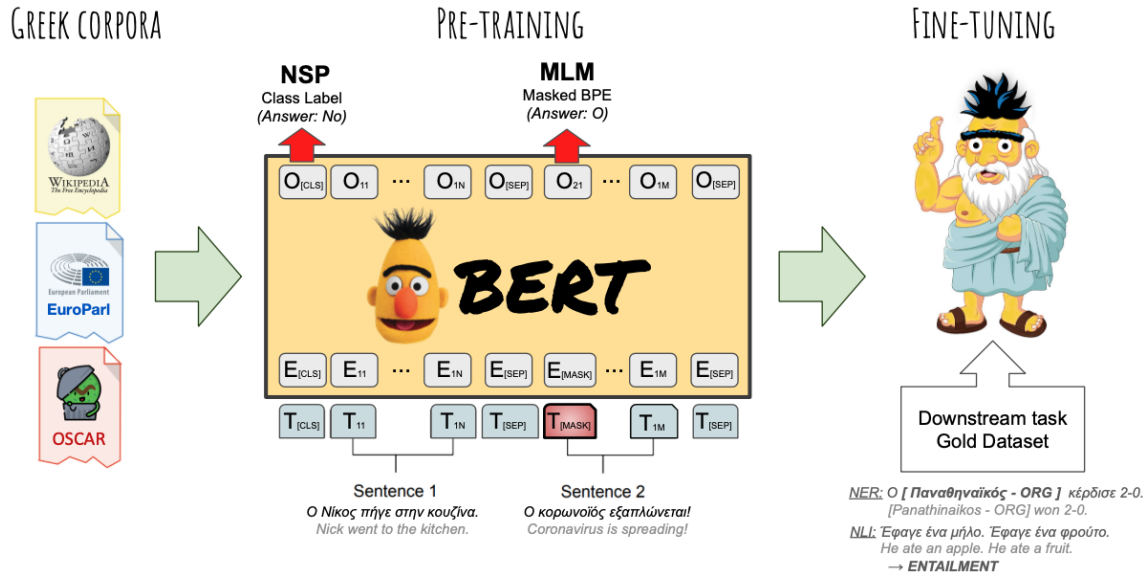 GREEK CORPORA
PRE-TRAINING
FINE-TUNING
WIKIPEDIA
The Free Encyclopedia
European Parliament
EuroParl
OSCAR
NSP
Class Label
(Answer: No)
MLM
Masked BPE
(Answer: O)
O[CLS] O11 ... O1N O[SEP] O21 ... O1M O[SEP]
BERT
E[CLS] E11 ... E1N E[SEP] E[MASK] ... E1M E[SEP]
T[CLS] T11 T1N T[SEP] T[MASK] T1M T[SEP]
Sentence 1
Ο Νίκος πήγε στην κουζίνα.
Nick went to the kitchen.
Sentence 2
Ο κορωνοϊός εξαπλώνεται!
Coronavirus is spreading!
Downstream task
Gold Dataset
NER: Ο [ Παναθηναϊκός - ORG ] κέρδισε 2-0.
[Panathinaikos - ORG] won 2-0.
NLI: Έφαγε ένα μήλο. Έφαγε ένα φρούτο.
He ate an apple. He ate a fruit.
→ ENTAILMENT